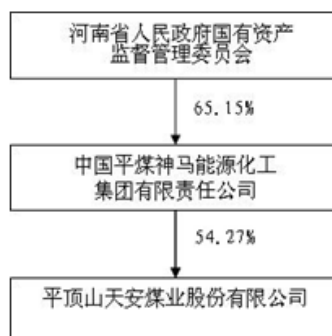 河南省人民政府国有资产
监督管理委员会
65.15%
中国平煤神马能源化工
集团有限责任公司
54.27%
平顶山天安煤业股份有限公司